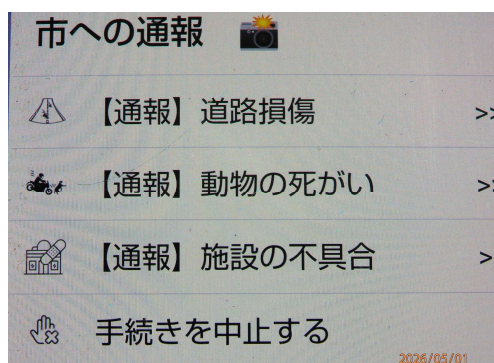 市への通報
【通報】道路損傷 >>
【通報】動物の死がい >>
【通報】施設の不具合 >
手続きを中止する
2026/05/01